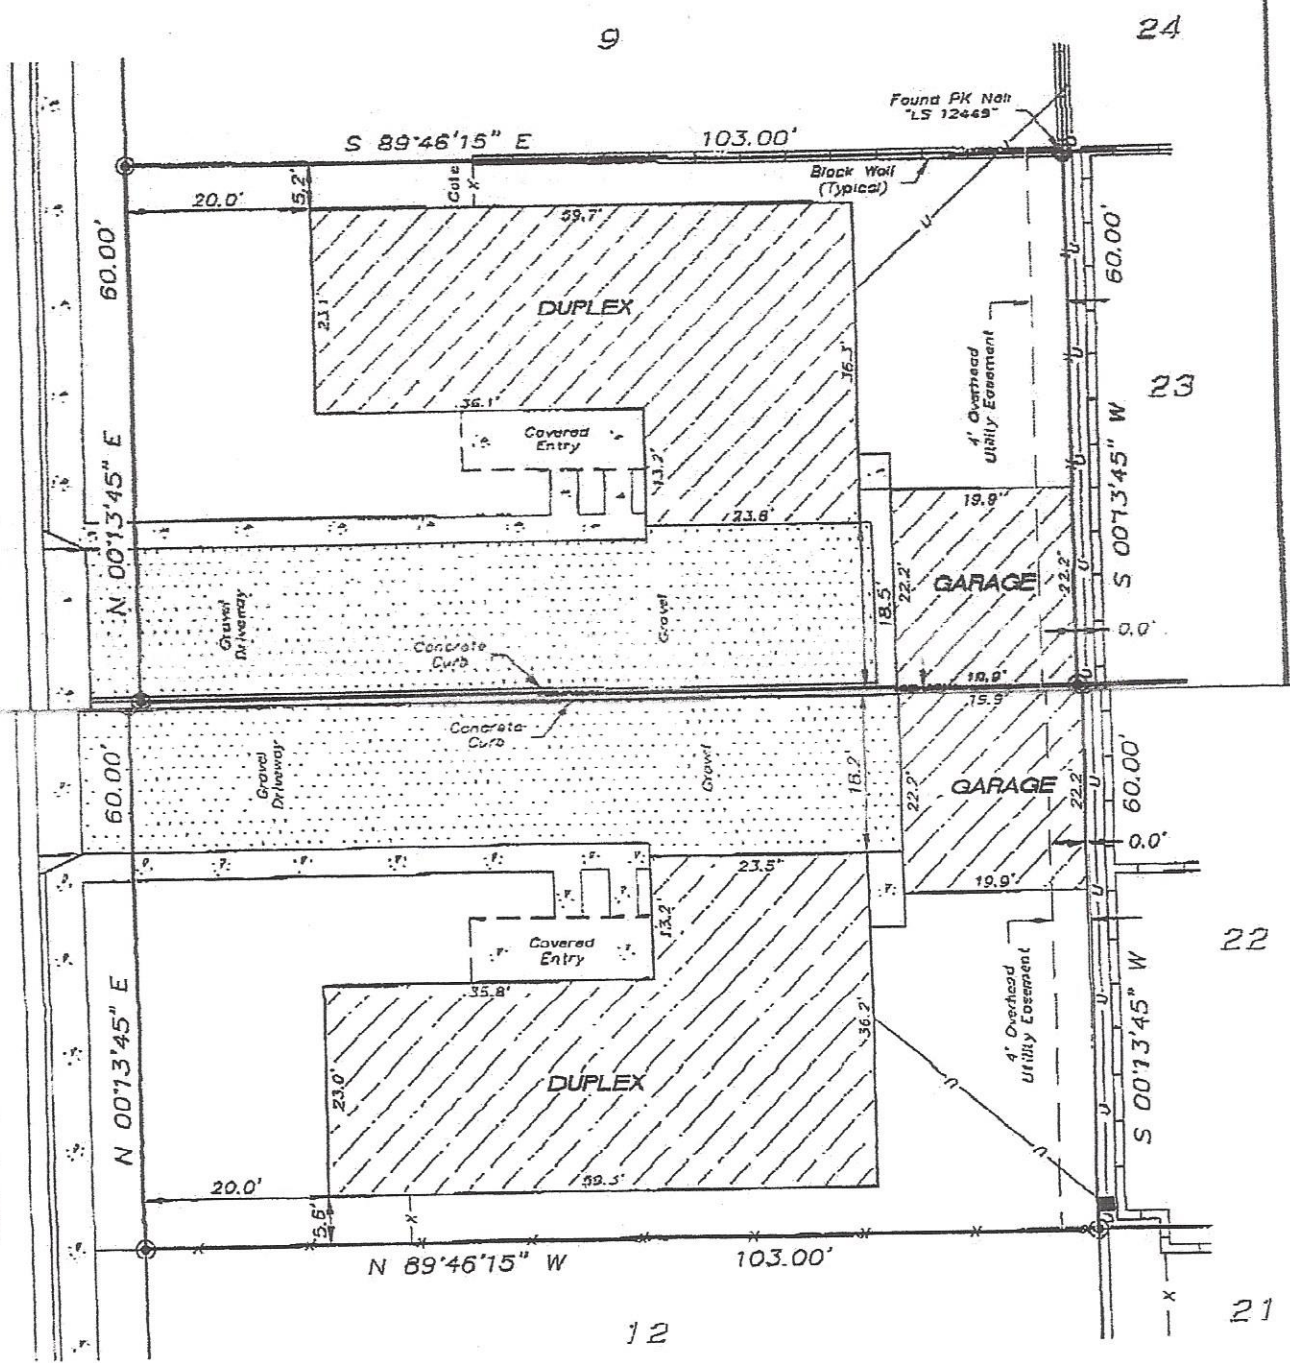 9
24
Found PK Nail
"LS 12449"
S 89°46'15" E
103.00'
Block Wall
(Typical)
20.0'
5.2'
Gate
X
59.7'
60.00'
60.00'
DUPLEX
23.1'
36.3'
4' Overhead
Utility Easement
23
36.1'
Covered
Entry
13.2'
19.9'
23.8'
N 00°13'45" E
S 00°13'45" W
GARAGE
22.2'
22.2'
18.5'
Gravel
Driveway
Gravel
Concrete
Curb
0.0'
19.9'
19.9'
Concrete
Curb
60.00'
Gravel
Driveway
Gravel
18.2'
22.2'
GARAGE
22.2'
60.00'
0.0'
23.5'
19.9'
13.2'
Covered
Entry
22
35.8'
36.2'
4' Overhead
Utility Easement
N 00°13'45" E
S 00°13'45" W
23.0'
DUPLEX
20.0'
59.3'
5.6'
X
N 89°46'15" W
103.00'
12
21
X